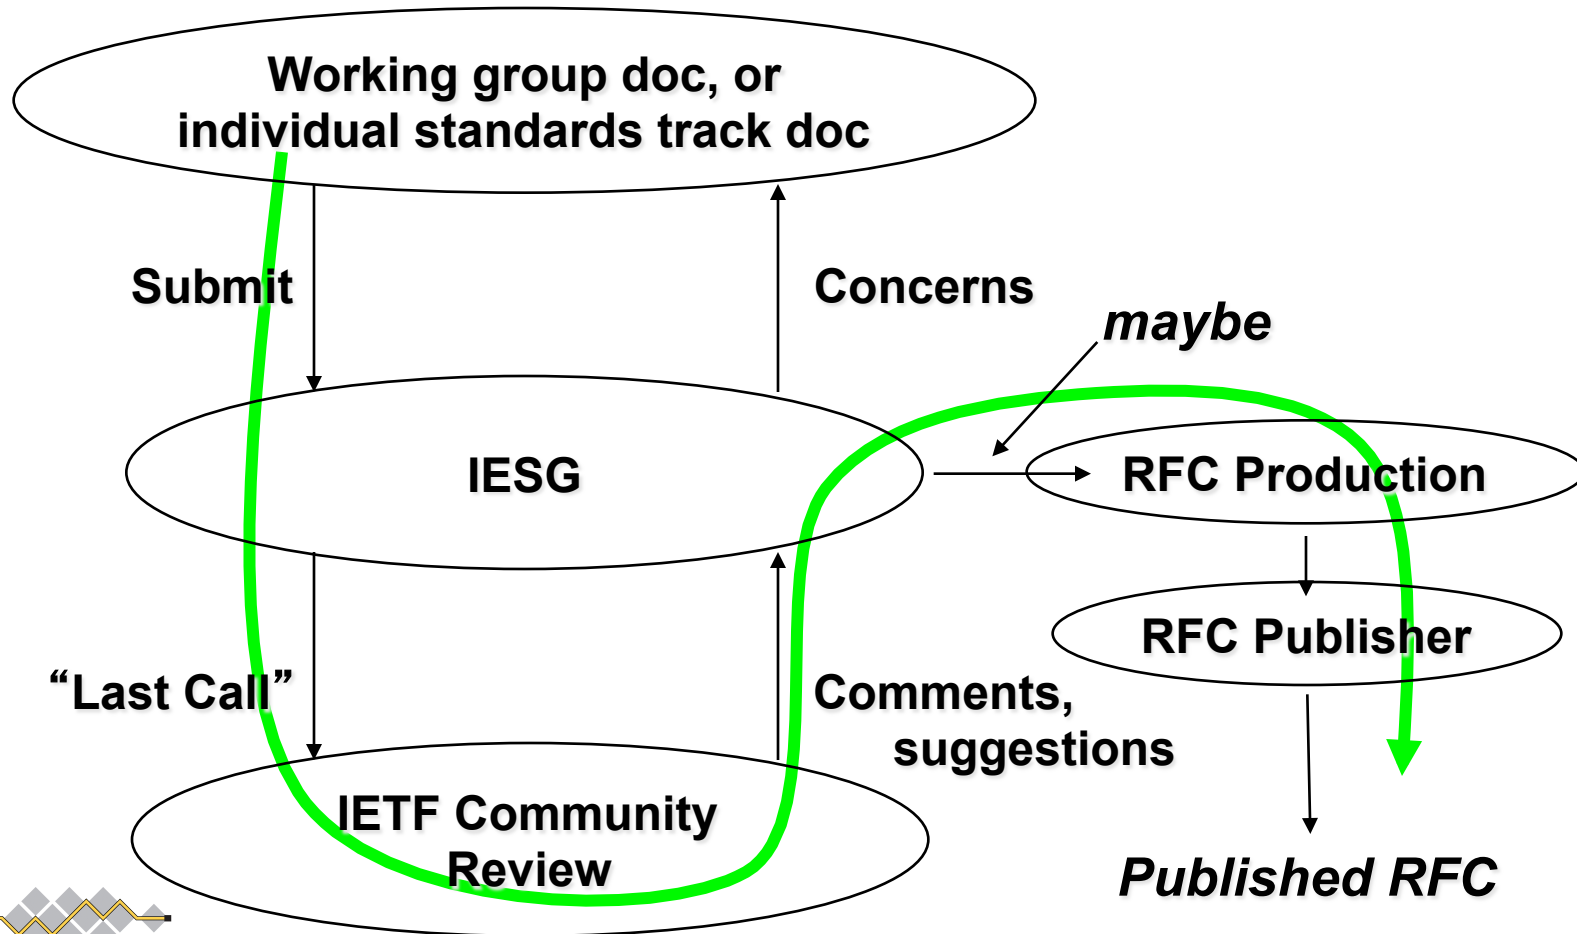 Working group doc, or
individual standards track doc
Submit
Concerns
maybe
IESG
RFC Production
RFC Publisher
“Last Call”
Comments,
suggestions
IETF Community
Review
Published RFC